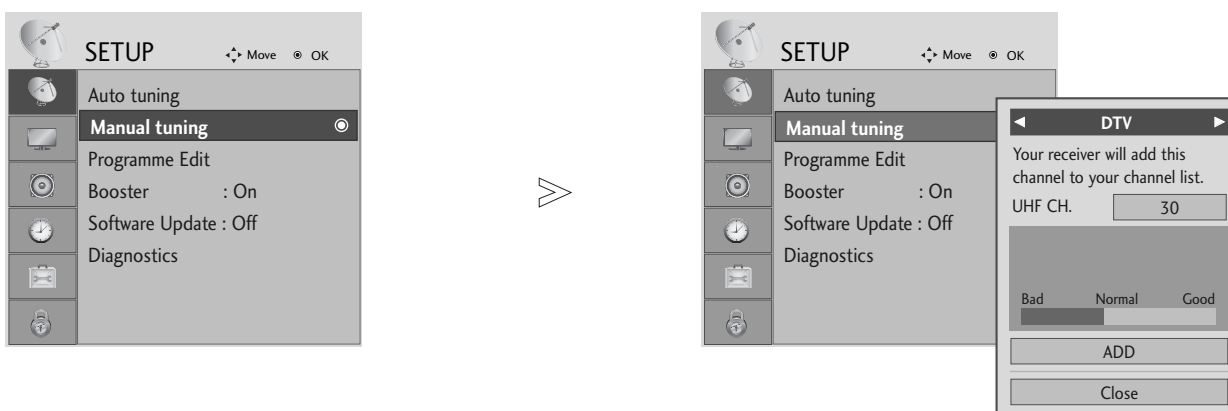 SETUP Move OK
Auto tuning
Manual tuning
Programme Edit
Booster : On
Software Update : Off
Diagnostics
SETUP Move OK
Auto tuning
Manual tuning
Programme Edit
Booster : On
Software Update : Off
Diagnostics
DTV
Your receiver will add this
channel to your channel list.
UHF CH. 30
Bad Normal Good
ADD
Close